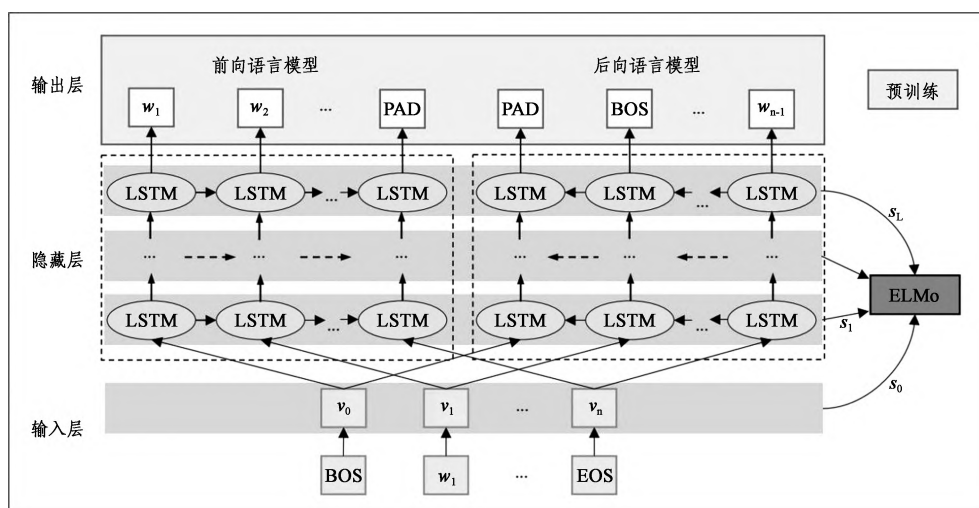 前向语言模型 后向语言模型
输出层
预训练
w1 w2 ... PAD PAD BOS ... wn-1
LSTM LSTM ... LSTM LSTM LSTM ... LSTM
sL
隐藏层 ... ... ... ... ... ...
ELMo
LSTM LSTM ... LSTM LSTM LSTM ... LSTM
s1
s0
v0 v1 ... vn
输入层
BOS w1 ... EOS